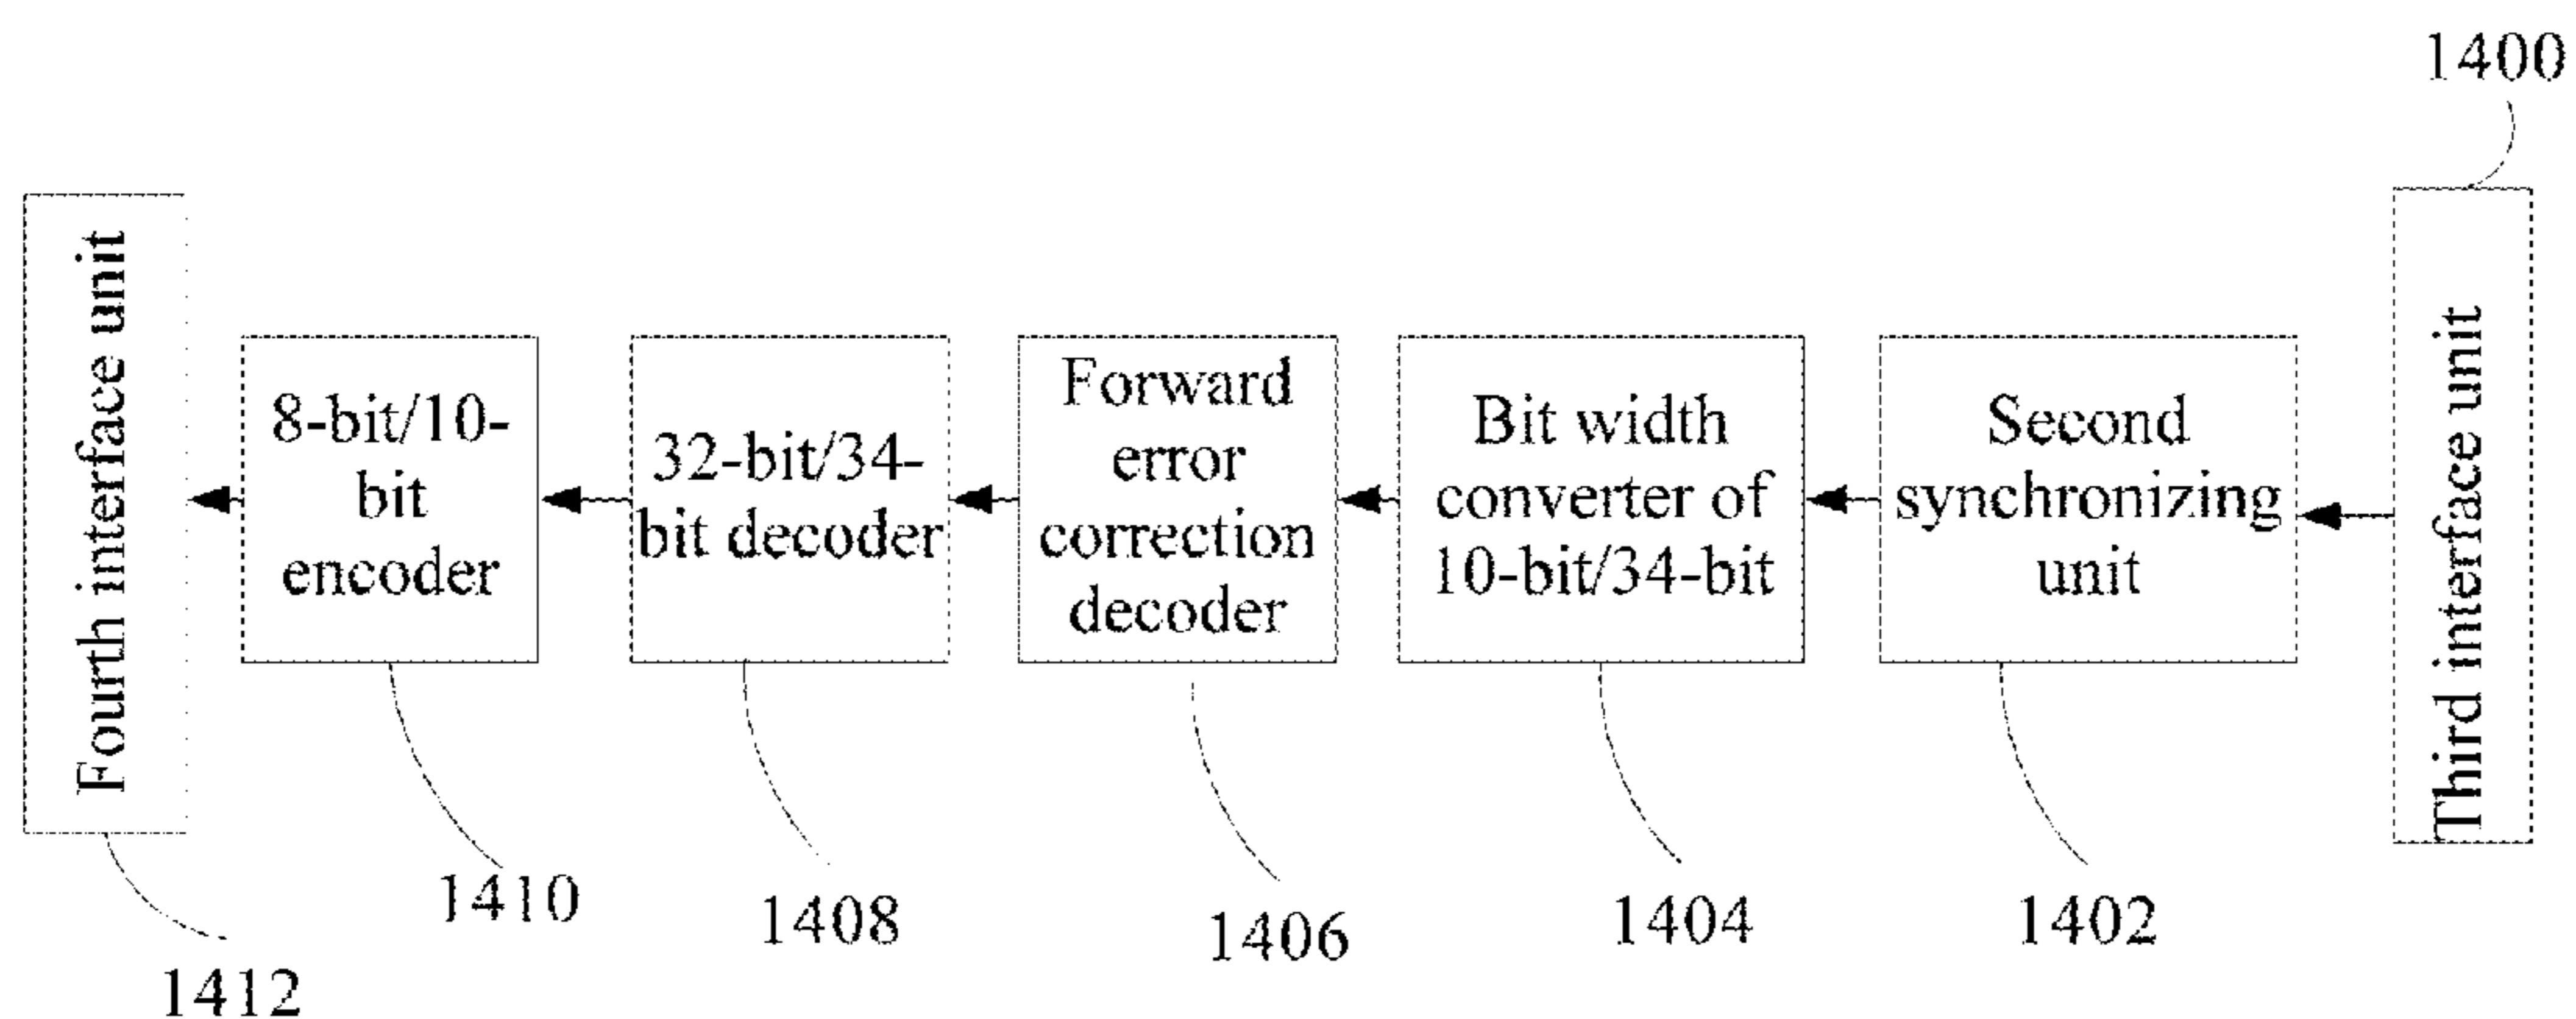 1400
Fourth interface unit
8-bit/10-
bit
encoder
32-bit/34-
bit decoder
Forward
error
correction
decoder
Bit width
converter of
10-bit/34-bit
Second
synchronizing
unit
Third interface unit
1412
1410
1408
1406
1404
1402